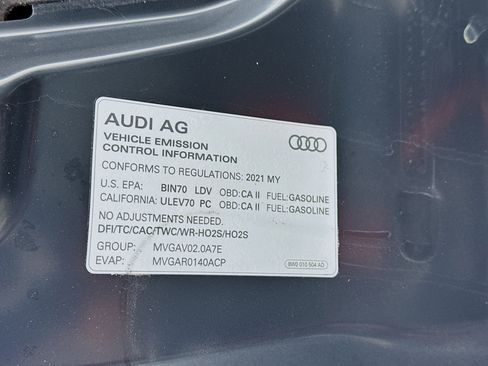 AUDI AG
VEHICLE EMISSION
CONTROL INFORMATION
CONFORMS TO REGULATIONS: 2021 MY
U.S. EPA: BIN70 LDV OBD:CA II FUEL:GASOLINE
CALIFORNIA: ULEV70 PC OBD:CA II FUEL:GASOLINE
NO ADJUSTMENTS NEEDED.
DFI/TC/CAC/TWC/WR-HO2S/HO2S
GROUP: MVGAV02.0A7E
EVAP: MVGAR0140ACP
8W0 010 504 AD